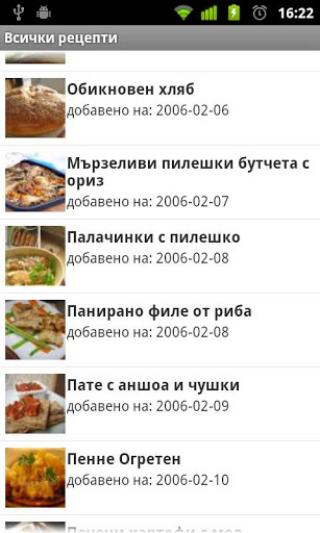 16:22
Всички рецепти
Обикновен хляб
добавено на: 2006-02-06
Мързеливи пилешки бутчета с
ориз
добавено на: 2006-02-07
Палачинки с пилешко
добавено на: 2006-02-08
Панирано филе от риба
добавено на: 2006-02-08
Пате с аншоа и чушки
добавено на: 2006-02-09
Пенне Огретен
добавено на: 2006-02-10